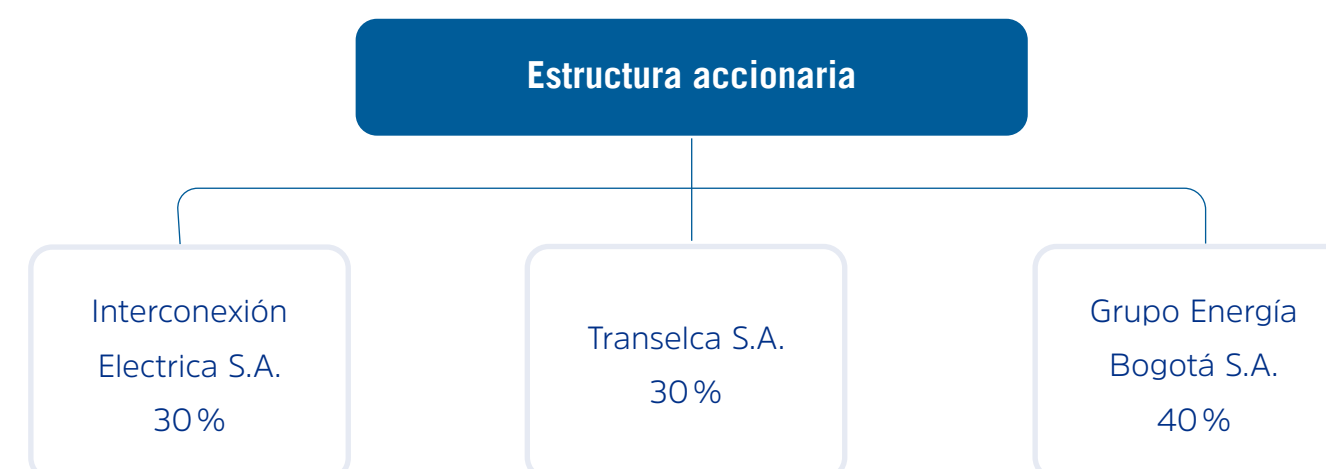 Estructura accionaria
Interconexión
Electrica S.A.
30%
Transelca S.A.
30%
Grupo Energía
Bogotá S.A.
40%